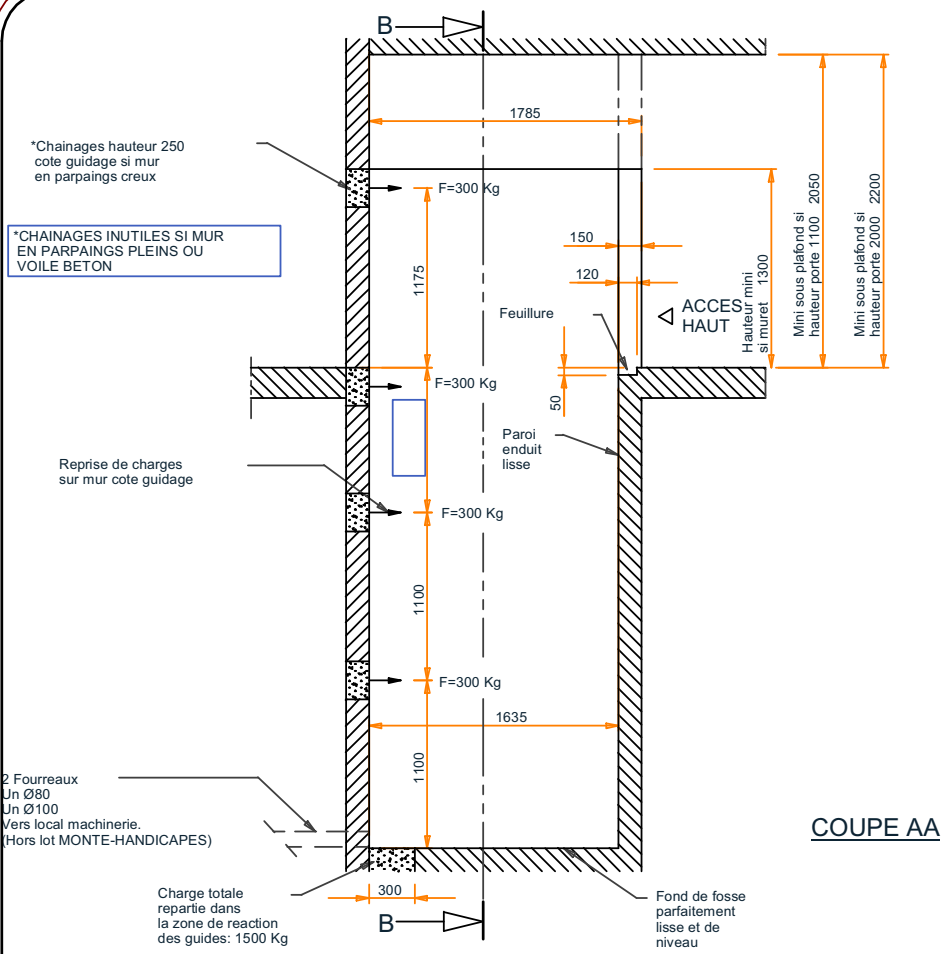 B
1785
*Chainages hauteur 250
cote guidage si mur
en parpaings creux
F=300 Kg
*CHAINAGES INUTILES SI MUR
EN PARPAINGS PLEINS OU
VOILE BETON
150
120
1175
Feuillure
ACCES
HAUT
Hauteur mini
si muret 1300
Mini sous plafond si
hauteur porte 1100 2050
Mini sous plafond si
hauteur porte 2000 2200
F=300 Kg
50
Paroi
enduit
lisse
Reprise de charges
sur mur cote guidage
F=300 Kg
1100
F=300 Kg
1635
1100
2 Fourreaux
Un Ø80
Un Ø100
Vers local machinerie.
(Hors lot MONTE-HANDICAPES)
COUPE AA
Charge totale
repartie dans
la zone de reaction
des guides: 1500 Kg
300
B
Fond de fosse
parfaitement
lisse et de
niveau